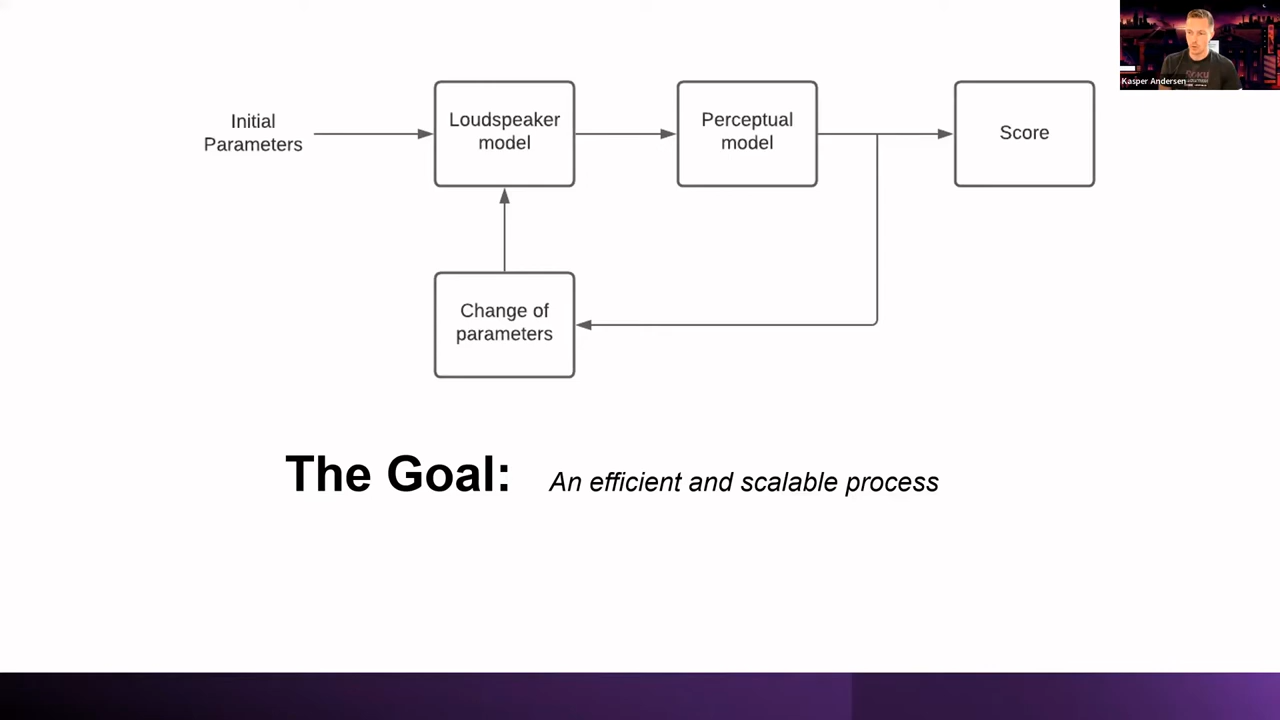 Kasper Andersen
Initial
Parameters
Loudspeaker
model
Perceptual
model
Score
Change of
parameters
The Goal: An efficient and scalable process